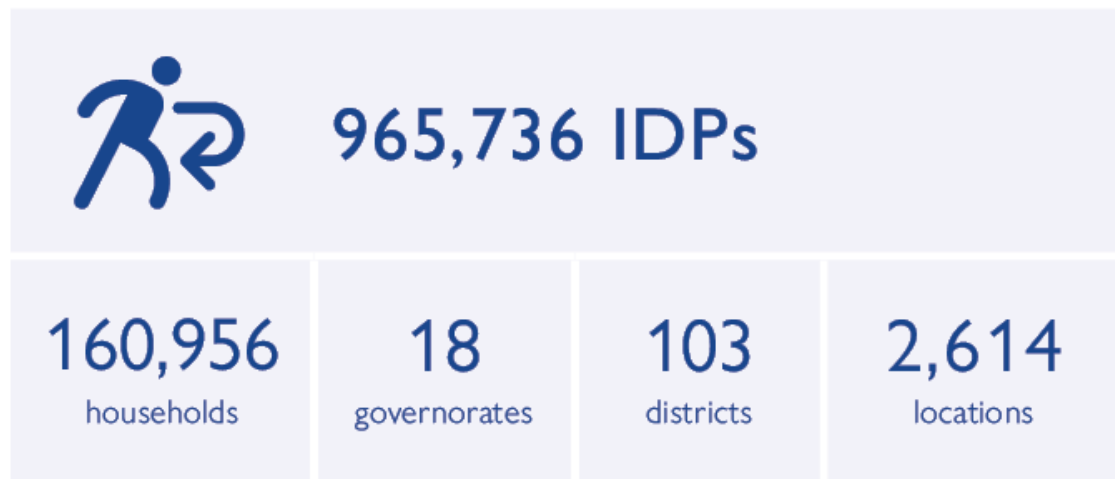 965,736 IDPs
160,956
households
18
governorates
103
districts
2,614
locations